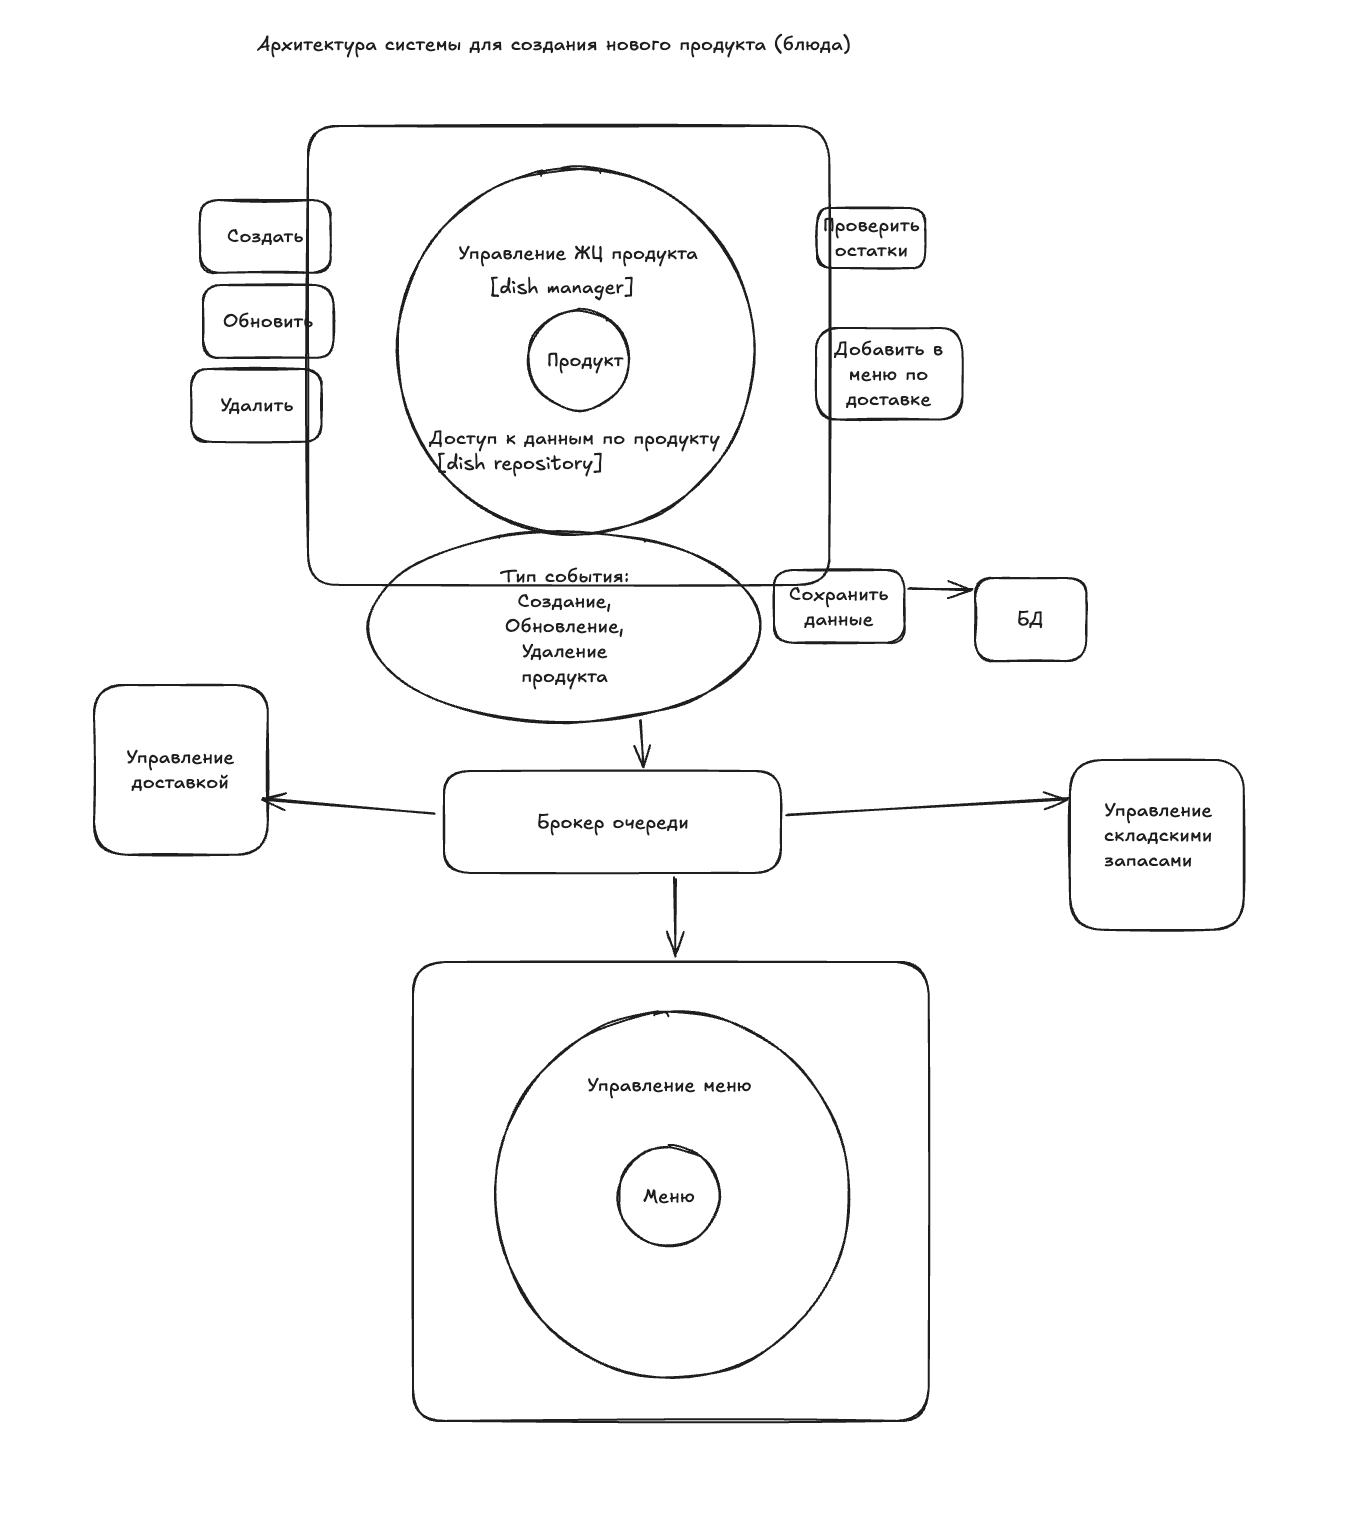 Архитектура системы для создания нового продукта (блюда)
Создать
Обновить
Удалить
Управление ЖЦ продукта
[dish manager]
Продукт
Доступ к данным по продукту
[dish repository]
Проверить
остатки
Добавить в
меню по
доставке
Тип события:
Создание,
Обновление,
Удаление
продукта
Сохранить
данные
БД
Управление
доставкой
Брокер очереди
Управление
складскими
запасами
Управление меню
Меню